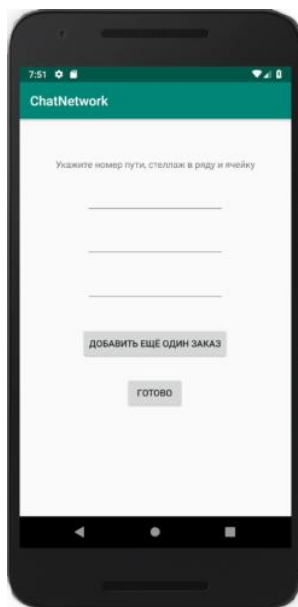 7:51
ChatNetwork
Укажите номер пути, стеллаж в ряду и ячейку
ДОБАВИТЬ ЕЩЁ ОДИН ЗАКАЗ
ГОТОВО